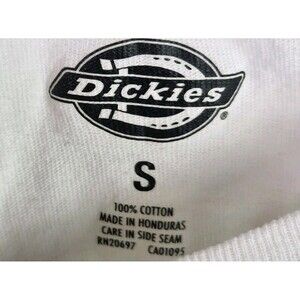 Dickies®
S
100% COTTON
MADE IN HONDURAS
CARE IN SIDE SEAM
RN20697 CA01095